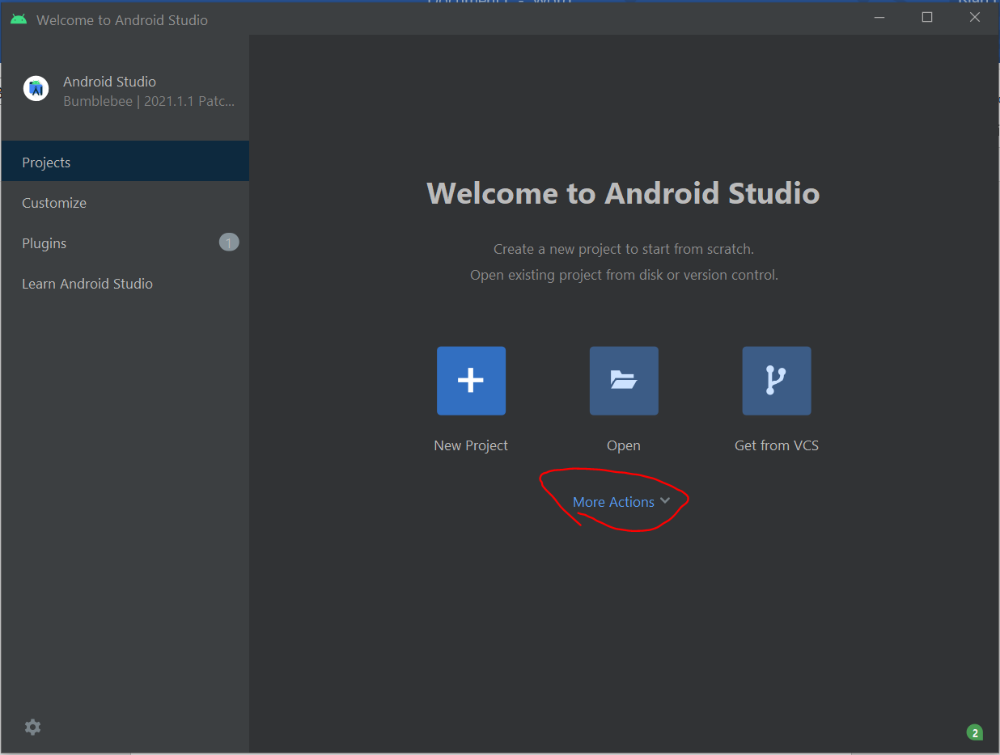 Welcome to Android Studio
Android Studio
Bumblebee | 2021.1.1 Patc...
Projects
Customize
Plugins
1
Learn Android Studio
Welcome to Android Studio
Create a new project to start from scratch.
Open existing project from disk or version control.
New Project
Open
Get from VCS
More Actions
2